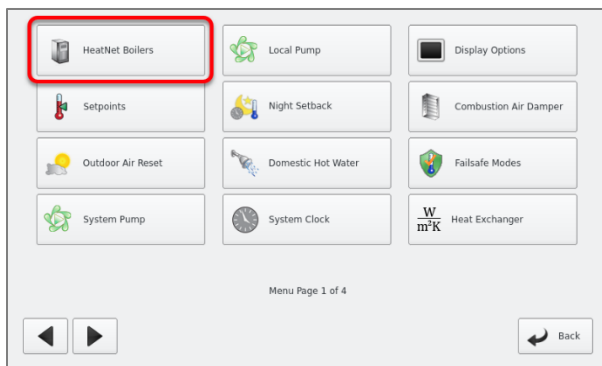 HeatNet Boilers
Local Pump
Display Options
Setpoints
Night Setback
Combustion Air Damper
Outdoor Air Reset
Domestic Hot Water
Failsafe Modes
System Pump
System Clock
W
m²K
Heat Exchanger
Menu Page 1 of 4
Back